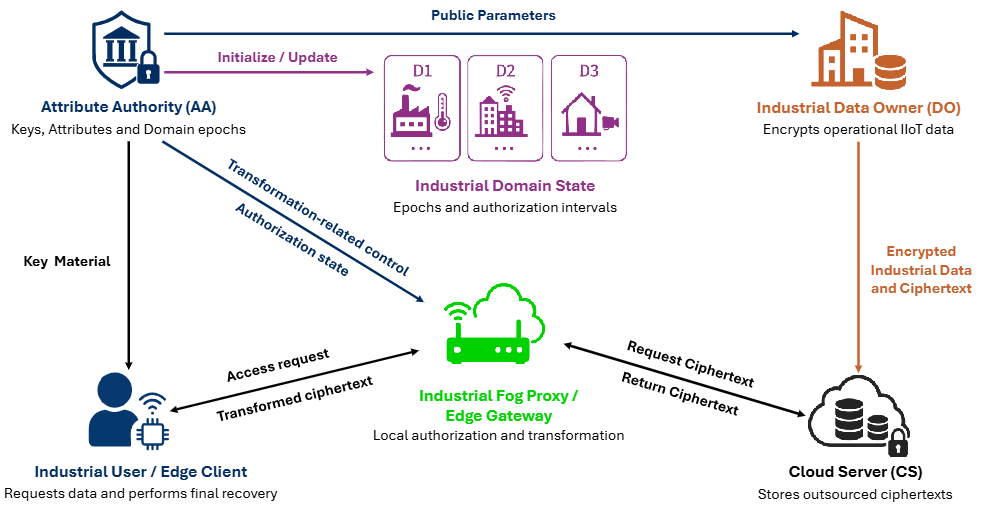 Public Parameters
Initialize / Update
D1
D2
D3
Attribute Authority (AA)
Keys, Attributes and Domain epochs
Industrial Data Owner (DO)
Encrypts operational IIoT data
Industrial Domain State
Epochs and authorization intervals
Transformation-related control
Authorization state
Key Material
Encrypted
Industrial Data
and Ciphertext
Access request
Transformed ciphertext
Request Ciphertext
Return Ciphertext
Industrial Fog Proxy /
Edge Gateway
Local authorization and transformation
Industrial User / Edge Client
Requests data and performs final recovery
Cloud Server (CS)
Stores outsourced ciphertexts